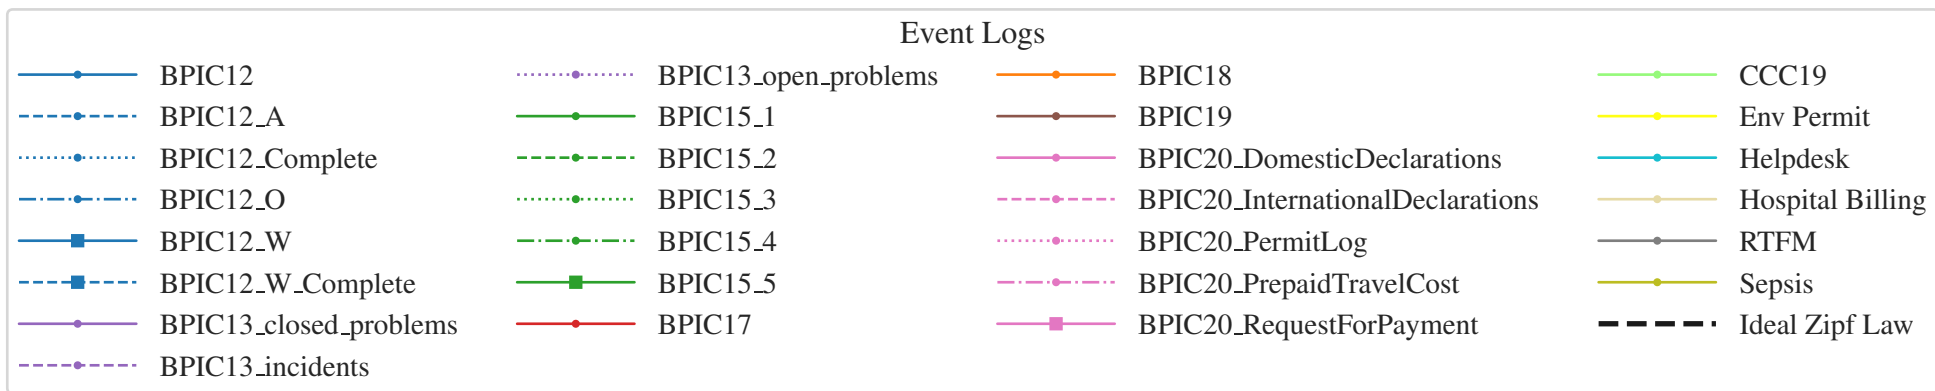 Event Logs
BPIC12
BPIC12_A
BPIC12_Complete
BPIC12_O
BPIC12_W
BPIC12_W_Complete
BPIC13_closed_problems
BPIC13_incidents
BPIC13_open_problems
BPIC15_1
BPIC15_2
BPIC15_3
BPIC15_4
BPIC15_5
BPIC17
BPIC18
BPIC19
BPIC20_DomesticDeclarations
BPIC20_InternationalDeclarations
BPIC20_PermitLog
BPIC20_PrepaidTravelCost
BPIC20_RequestForPayment
CCC19
Env Permit
Helpdesk
Hospital Billing
RTFM
Sepsis
Ideal Zipf Law